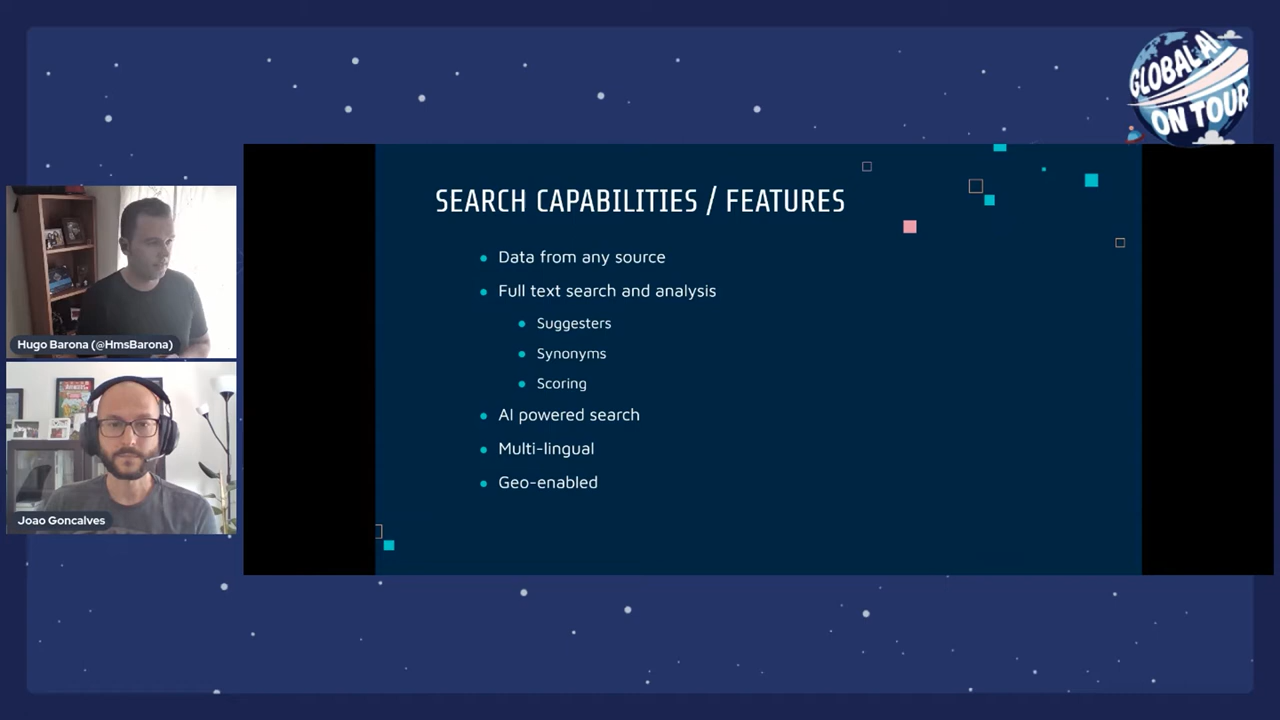 GLOBAL AI
ON TOUR
SEARCH CAPABILITIES / FEATURES
Data from any source
Full text search and analysis
Suggesters
Synonyms
Scoring
AI powered search
Multi-lingual
Geo-enabled
Hugo Barona (@HmsBarona)
Joao Goncalves